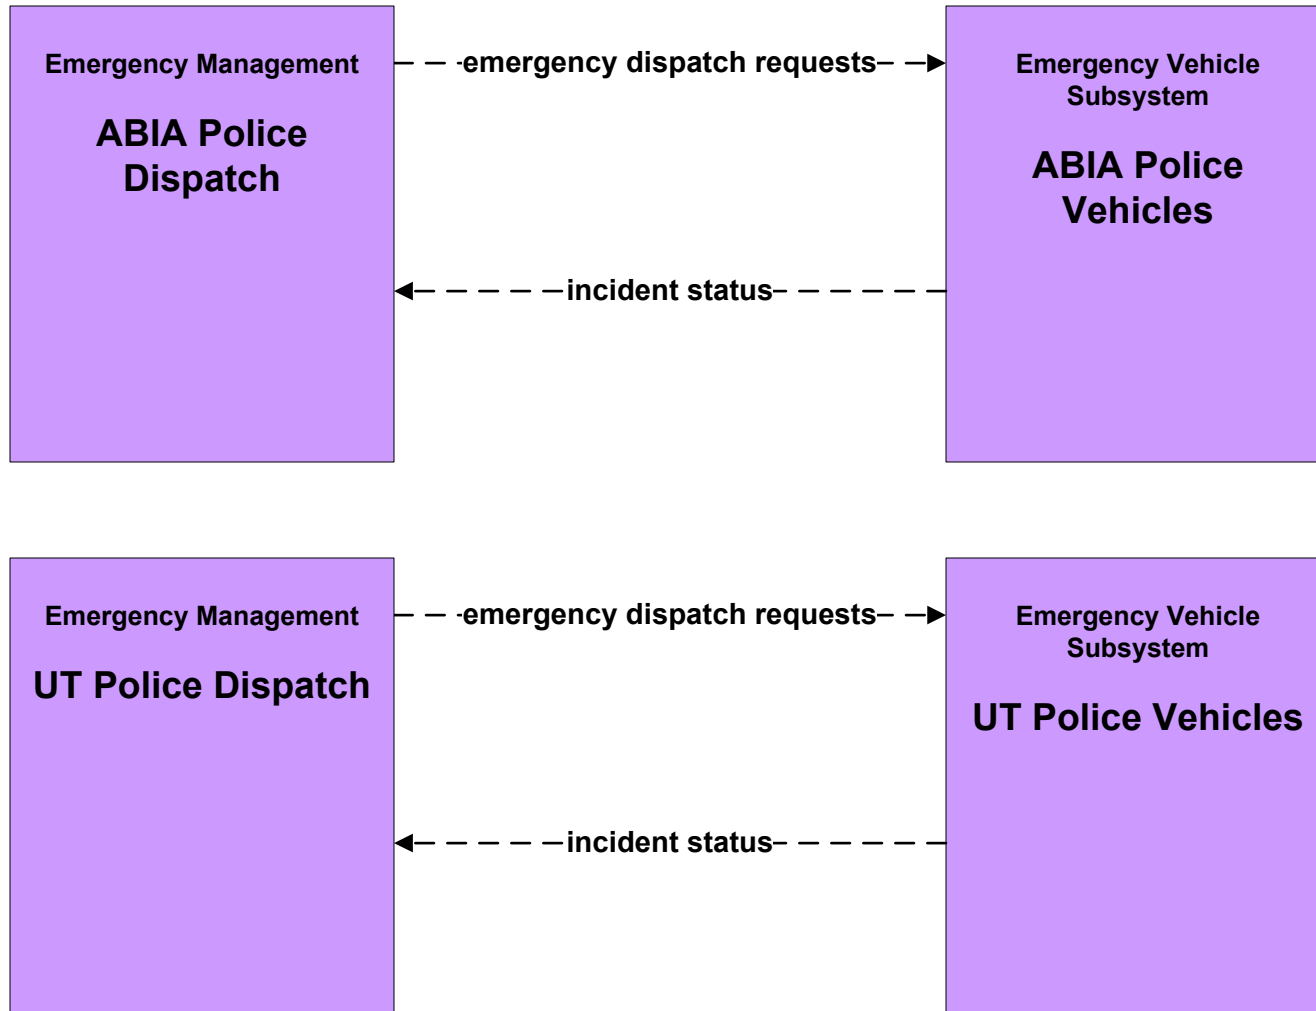 Emergency Management
ABIA Police
Dispatch
emergency dispatch requests
incident status
Emergency Vehicle
Subsystem
ABIA Police
Vehicles
Emergency Management
UT Police Dispatch
emergency dispatch requests
incident status
Emergency Vehicle
Subsystem
UT Police Vehicles